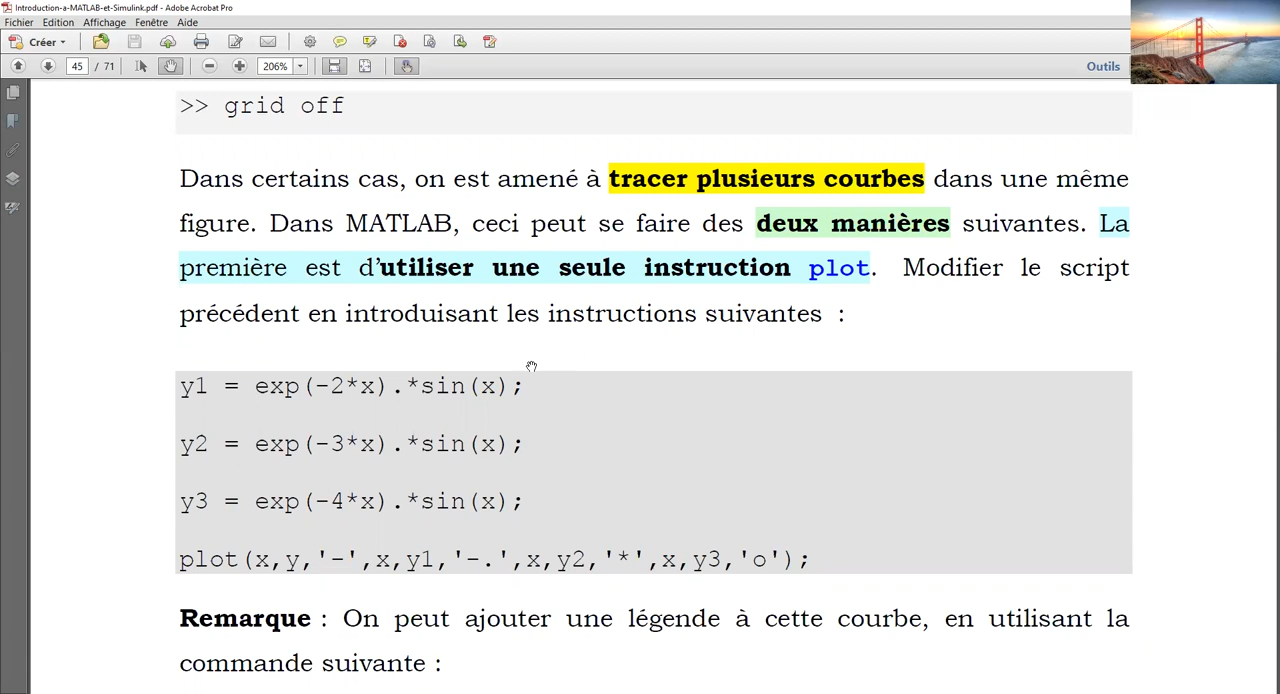 Introduction-a-MATLAB-et-Simulink.pdf - Adobe Acrobat Pro
Fichier Edition Affichage Fenêtre Aide
Créer
45 / 71 206% Outils
>> grid off
Dans certains cas, on est amené à tracer plusieurs courbes dans une même
figure. Dans MATLAB, ceci peut se faire des deux manières suivantes. La
première est d’utiliser une seule instruction plot. Modifier le script
précédent en introduisant les instructions suivantes :
y1 = exp(-2*x).*sin(x);
y2 = exp(-3*x).*sin(x);
y3 = exp(-4*x).*sin(x);
plot(x,y,'-',x,y1,'-.',x,y2,'*',x,y3,'o');
Remarque : On peut ajouter une légende à cette courbe, en utilisant la
commande suivante :